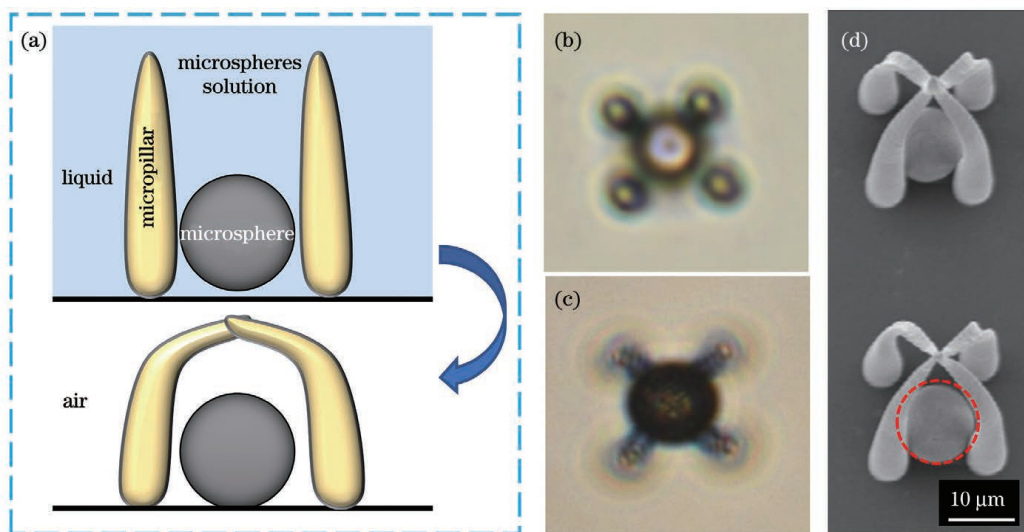 (a)
microspheres
solution
liquid
micropillar
microsphere
air
(b)
(c)
(d)
10 μm